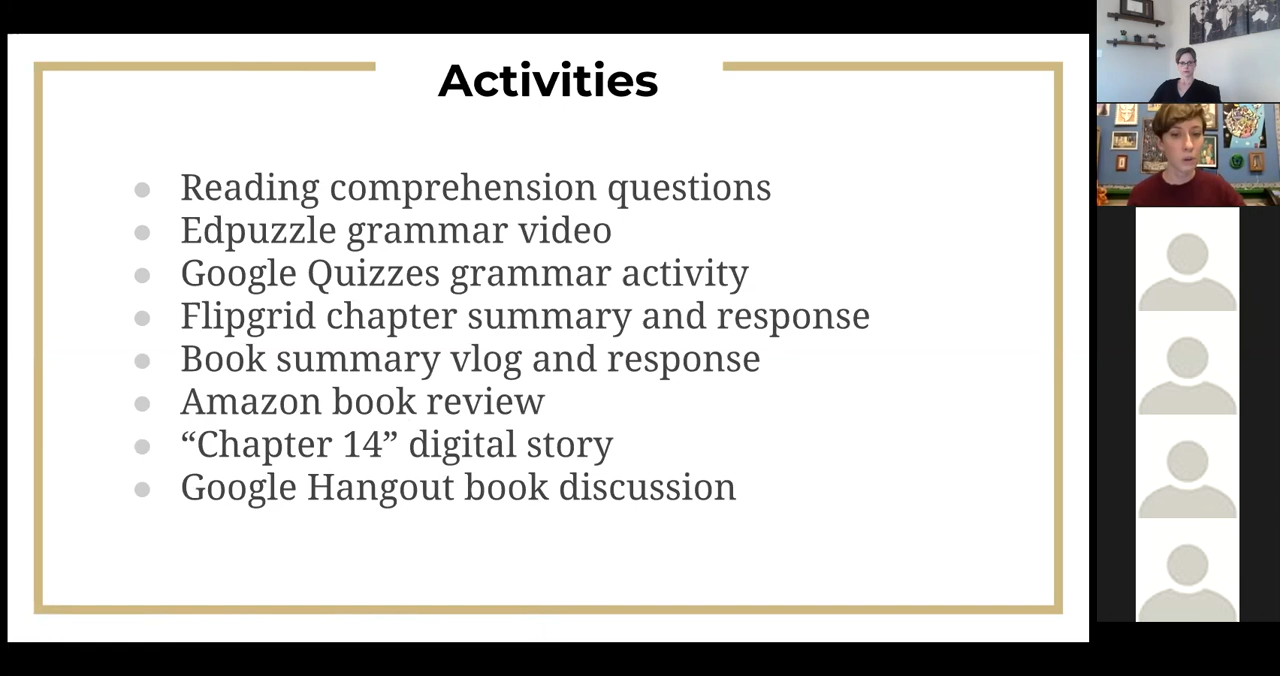 Activities
Reading comprehension questions
Edpuzzle grammar video
Google Quizzes grammar activity
Flipgrid chapter summary and response
Book summary vlog and response
Amazon book review
“Chapter 14” digital story
Google Hangout book discussion